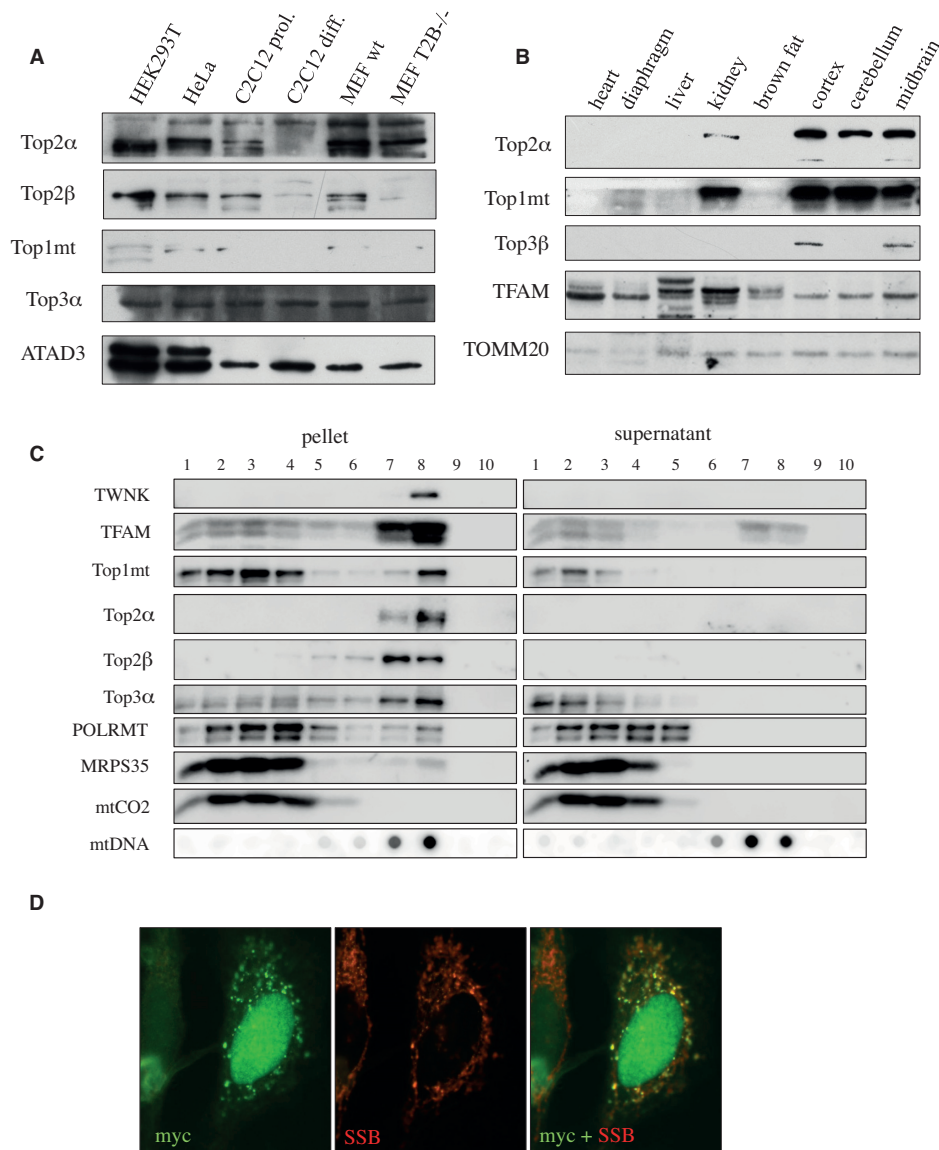 A
HEK293T
HeLa
C2C12 prol.
C2C12 diff.
MEF wt
MEF T2B-/-
Top2α
Top2β
Top1mt
Top3α
ATAD3
B
heart
diaphragm
liver
kidney
brown fat
cortex
cerebellum
midbrain
Top2α
Top1mt
Top3β
TFAM
TOMM20
C
pellet
supernatant
1 2 3 4 5 6 7 8 9 10
1 2 3 4 5 6 7 8 9 10
TWNK
TFAM
Top1mt
Top2α
Top2β
Top3α
POLRMT
MRPS35
mtCO2
mtDNA
D
myc
SSB
myc + SSB